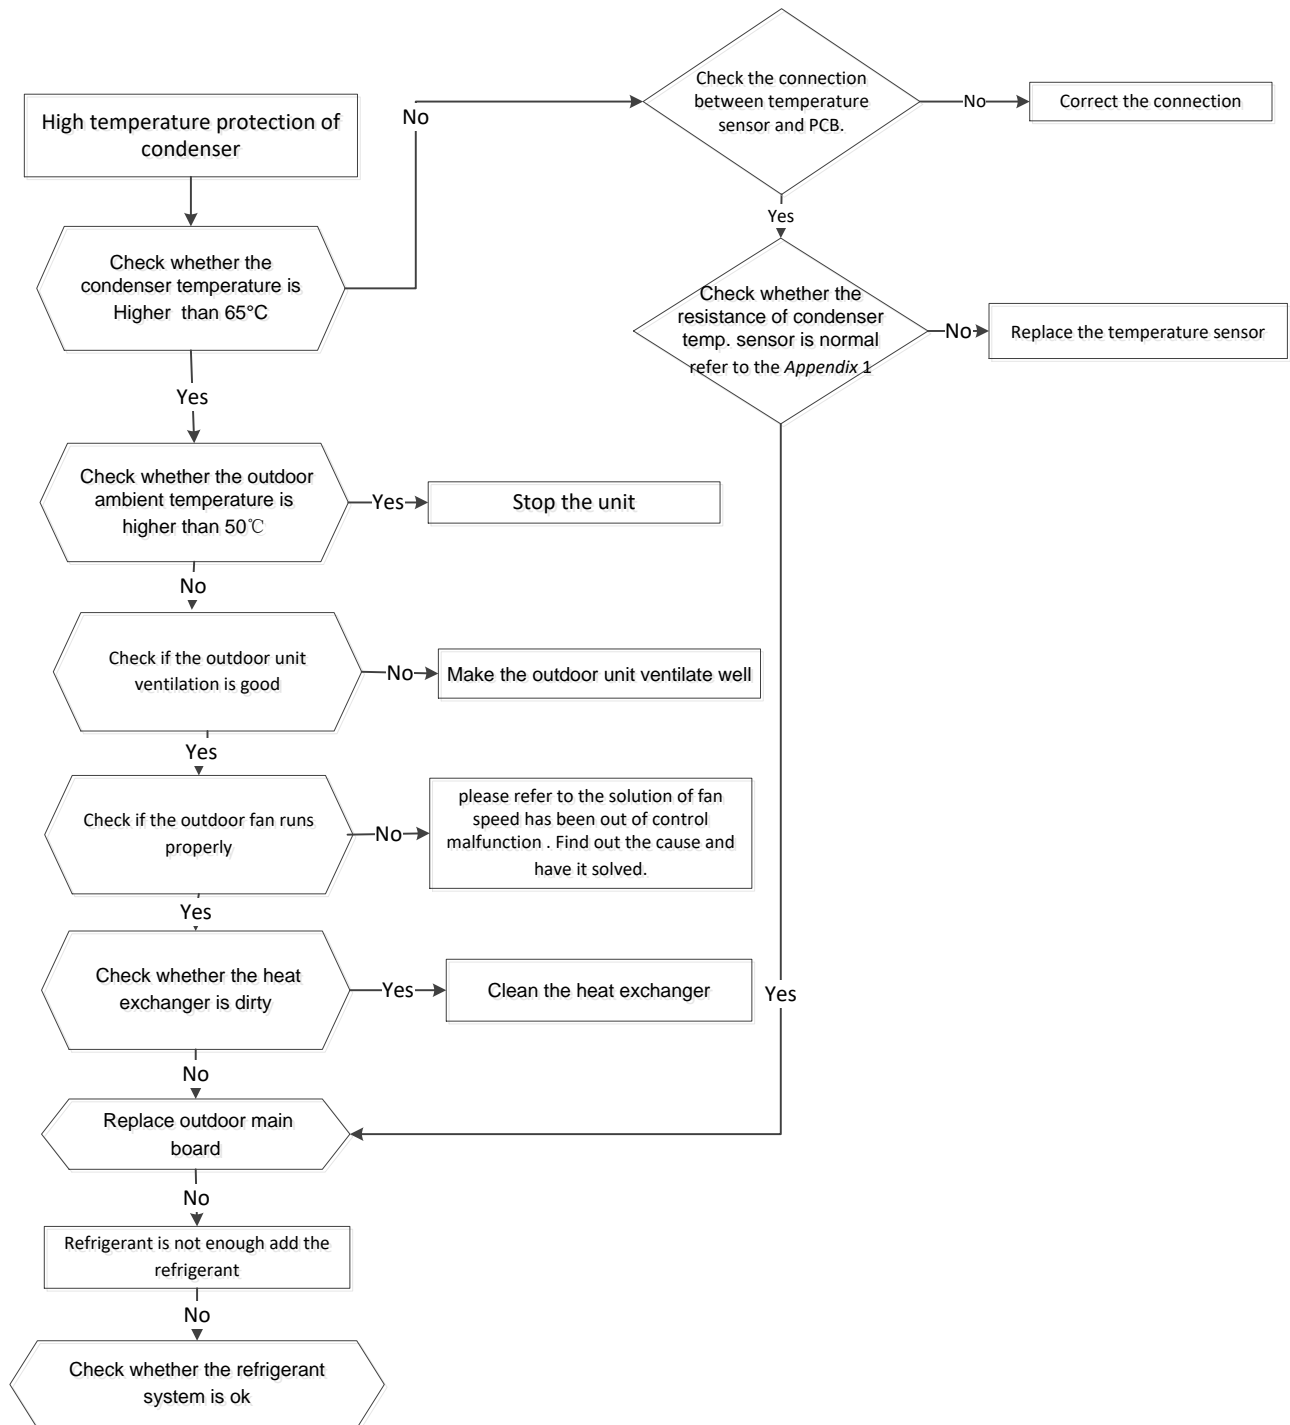 High temperature protection of
condenser
No
Check the connection
between temperature
sensor and PCB.
No
Correct the connection
Yes
Check whether the
condenser temperature is
Higher than 65°C
Check whether the
resistance of condenser
temp. sensor is normal
refer to the Appendix 1
No
Replace the temperature sensor
Yes
Check whether the outdoor
ambient temperature is
higher than 50℃
Yes
Stop the unit
No
Check if the outdoor unit
ventilation is good
No
Make the outdoor unit ventilate well
Yes
Check if the outdoor fan runs
properly
No
please refer to the solution of fan
speed has been out of control
malfunction . Find out the cause and
have it solved.
Yes
Check whether the heat
exchanger is dirty
Yes
Clean the heat exchanger
Yes
No
Replace outdoor main
board
No
Refrigerant is not enough add the
refrigerant
No
Check whether the refrigerant
system is ok